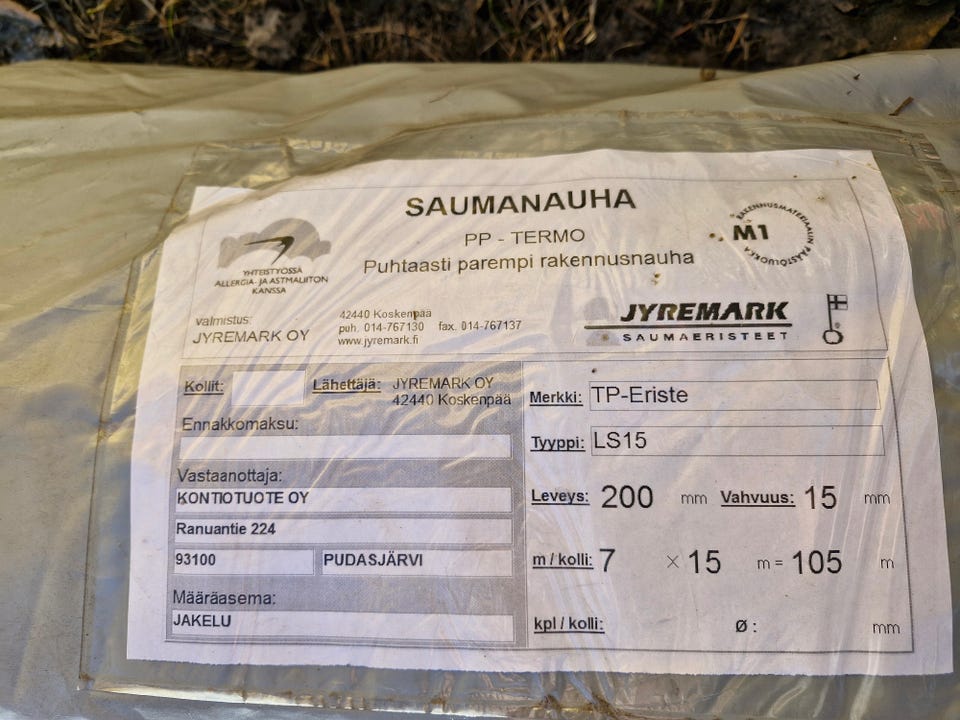 SAUMANAUHA
PP - TERMO
Puhtaasti parempi rakennusnauha
YHTEISTYÖSSÄ
ALLERGIA- JA ASTMALIITON
KANSSA
RAKENNUSMATERIAALIN PÄÄSTÖLUOKKA
M1
valmistus:
JYREMARK OY
42440 Koskenpää
puh. 014-767130 fax. 014-767137
www.jyremark.fi
JYREMARK
SAUMAERISTEET
Kollit:
Lähettäjä: JYREMARK OY
42440 Koskenpää
Ennakkomaksu:
Vastaanottaja:
KONTIOTUOTE OY
Ranuantie 224
93100 PUDASJÄRVI
Määräasema:
JAKELU
Merkki: TP-Eriste
Tyyppi: LS15
Leveys: 200 mm Vahvuus: 15 mm
m / kolli: 7 × 15 m = 105 m
kpl / kolli: Ø : mm